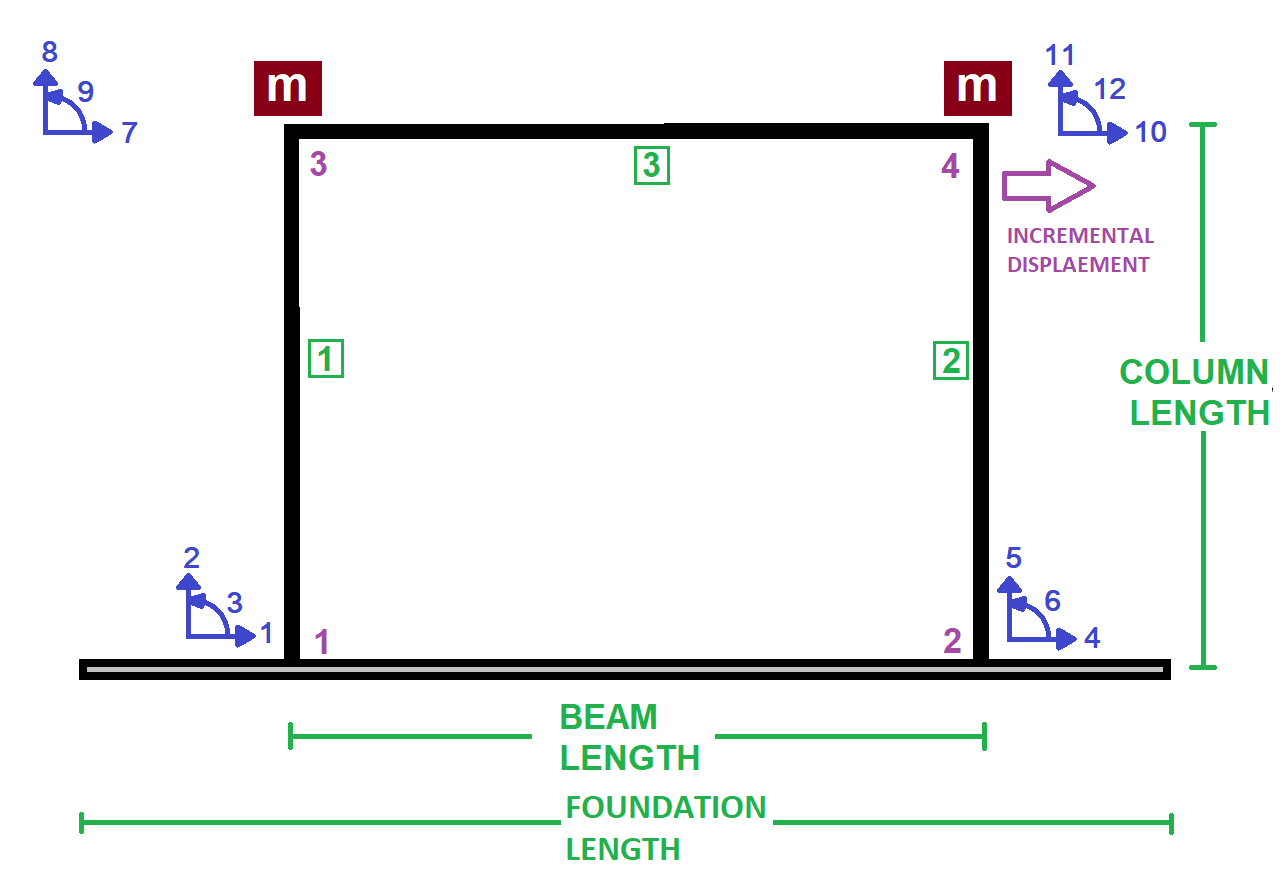 8
9
7
m
m
11
12
10
3
3
4
INCREMENTAL
DISPLAEMENT
1
2
COLUMN
LENGTH
2
3
1
1
2
5
6
4
BEAM
LENGTH
FOUNDATION
LENGTH